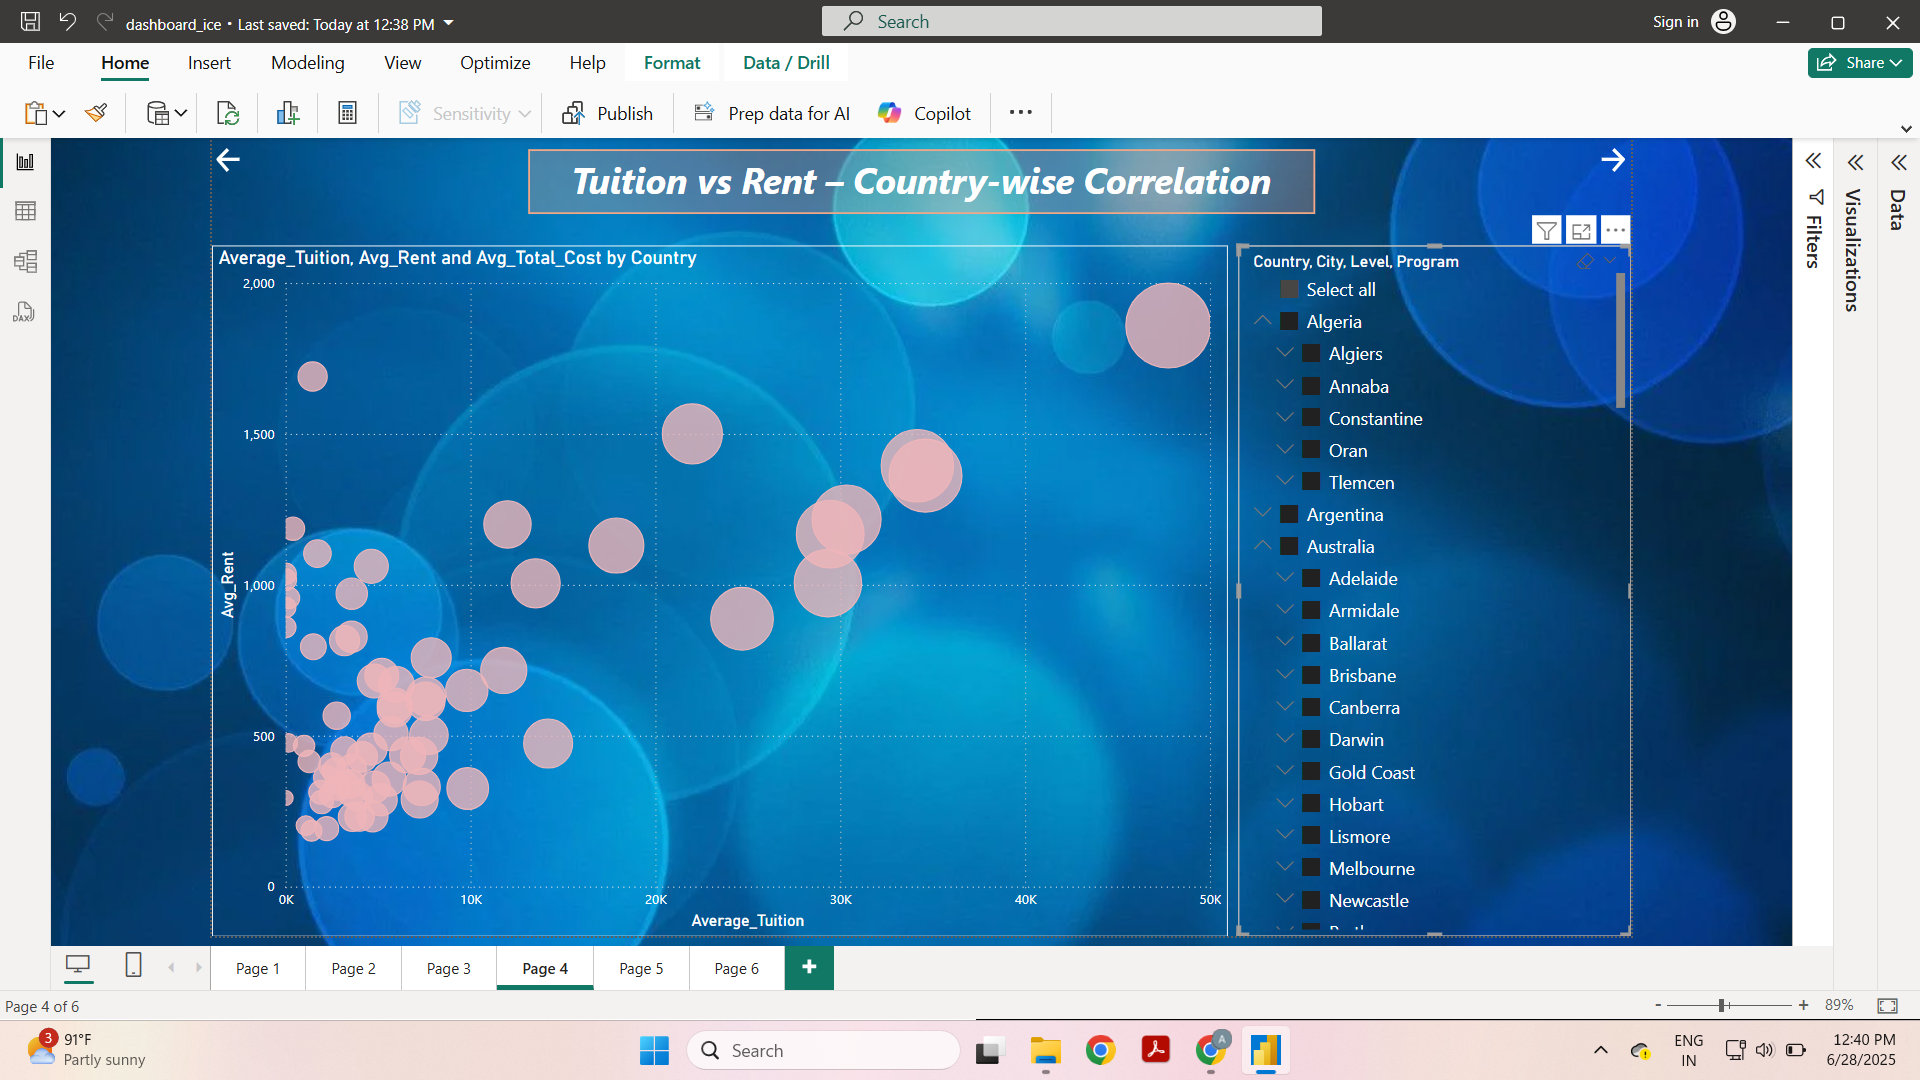 dashboard_ice • Last saved: Today at 12:38 PM
Search
Sign in
File Home Insert Modeling View Optimize Help Format Data / Drill
Share
Sensitivity Publish Prep data for AI Copilot
DAX
Tuition vs Rent – Country-wise Correlation
Average_Tuition, Avg_Rent and Avg_Total_Cost by Country
2,000
1,500
1,000
500
0
Avg_Rent
0K 10K 20K 30K 40K 50K
Average_Tuition
Country, City, Level, Program
Select all
Algeria
Algiers
Annaba
Constantine
Oran
Tlemcen
Argentina
Australia
Adelaide
Armidale
Ballarat
Brisbane
Canberra
Darwin
Gold Coast
Hobart
Lismore
Melbourne
Newcastle
Filters
Visualizations
Data
Page 1 Page 2 Page 3 Page 4 Page 5 Page 6
Page 4 of 6
- + 89%
3
91°F
Partly sunny
Search
A
ENG
IN
12:40 PM
6/28/2025